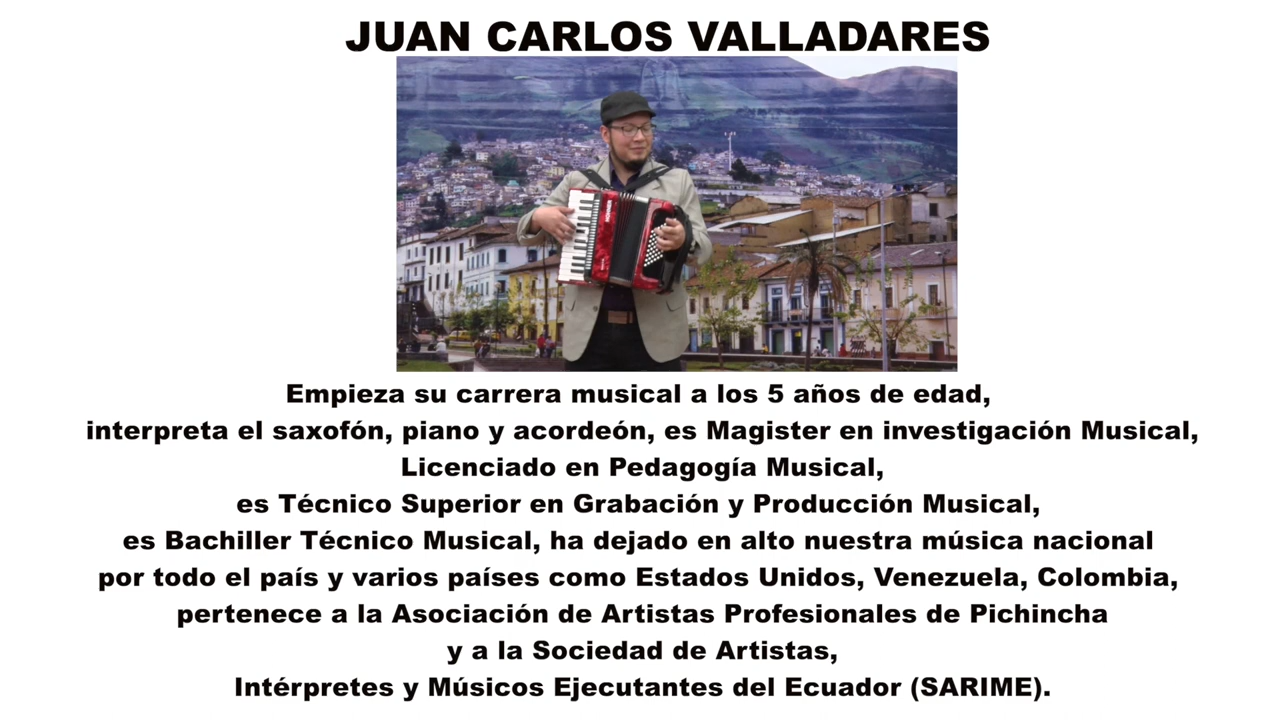 JUAN CARLOS VALLADARES
Empieza su carrera musical a los 5 años de edad,
interpreta el saxofón, piano y acordeón, es Magister en investigación Musical,
Licenciado en Pedagogía Musical,
es Técnico Superior en Grabación y Producción Musical,
es Bachiller Técnico Musical, ha dejado en alto nuestra música nacional
por todo el país y varios países como Estados Unidos, Venezuela, Colombia,
pertenece a la Asociación de Artistas Profesionales de Pichincha
y a la Sociedad de Artistas,
Intérpretes y Músicos Ejecutantes del Ecuador (SARIME).